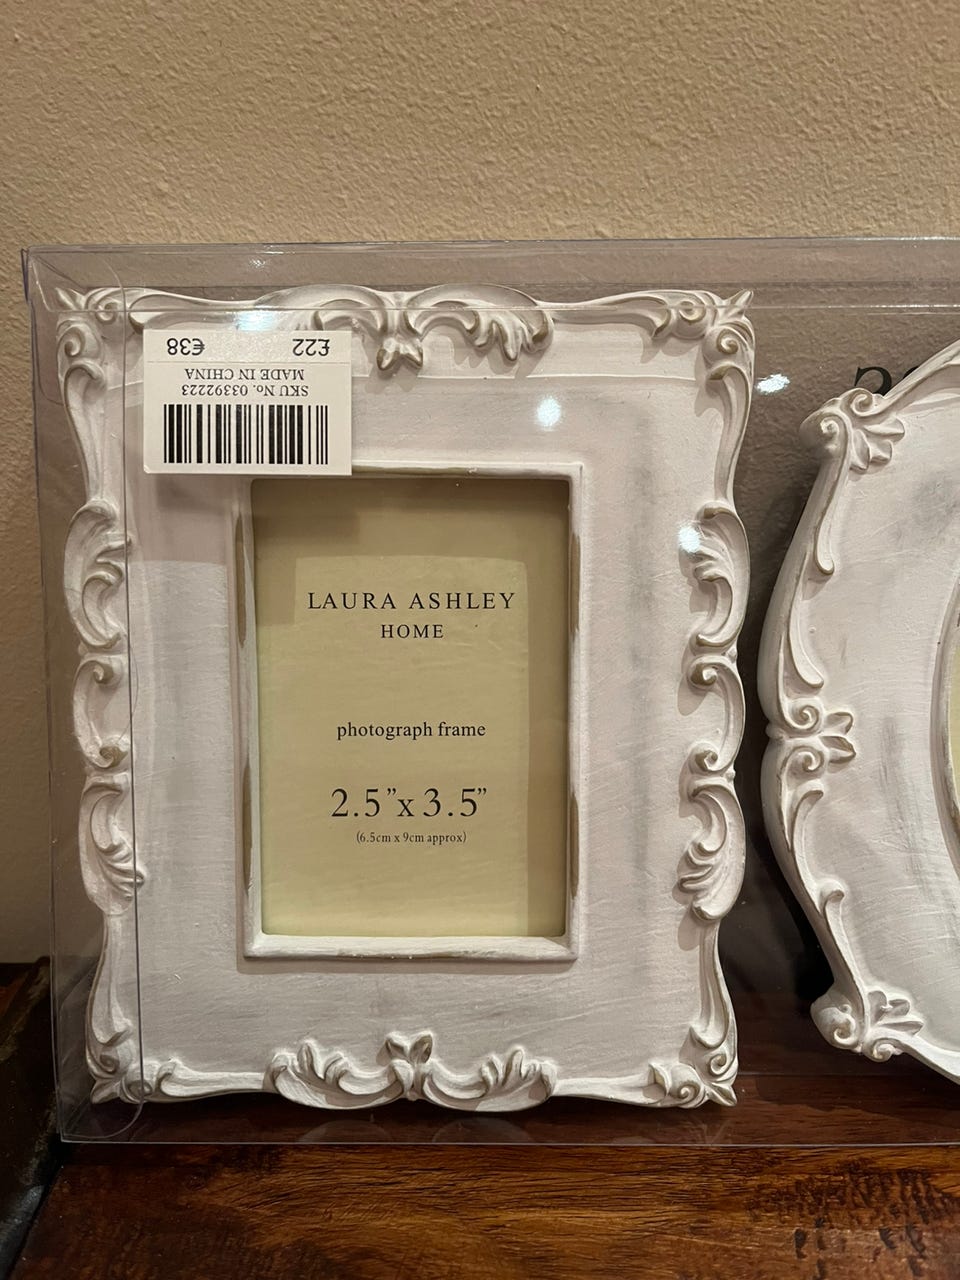 £22 €38
SKU No. 03392223
MADE IN CHINA
LAURA ASHLEY
HOME
photograph frame
2.5”x 3.5”
(6.5cm x 9cm approx)